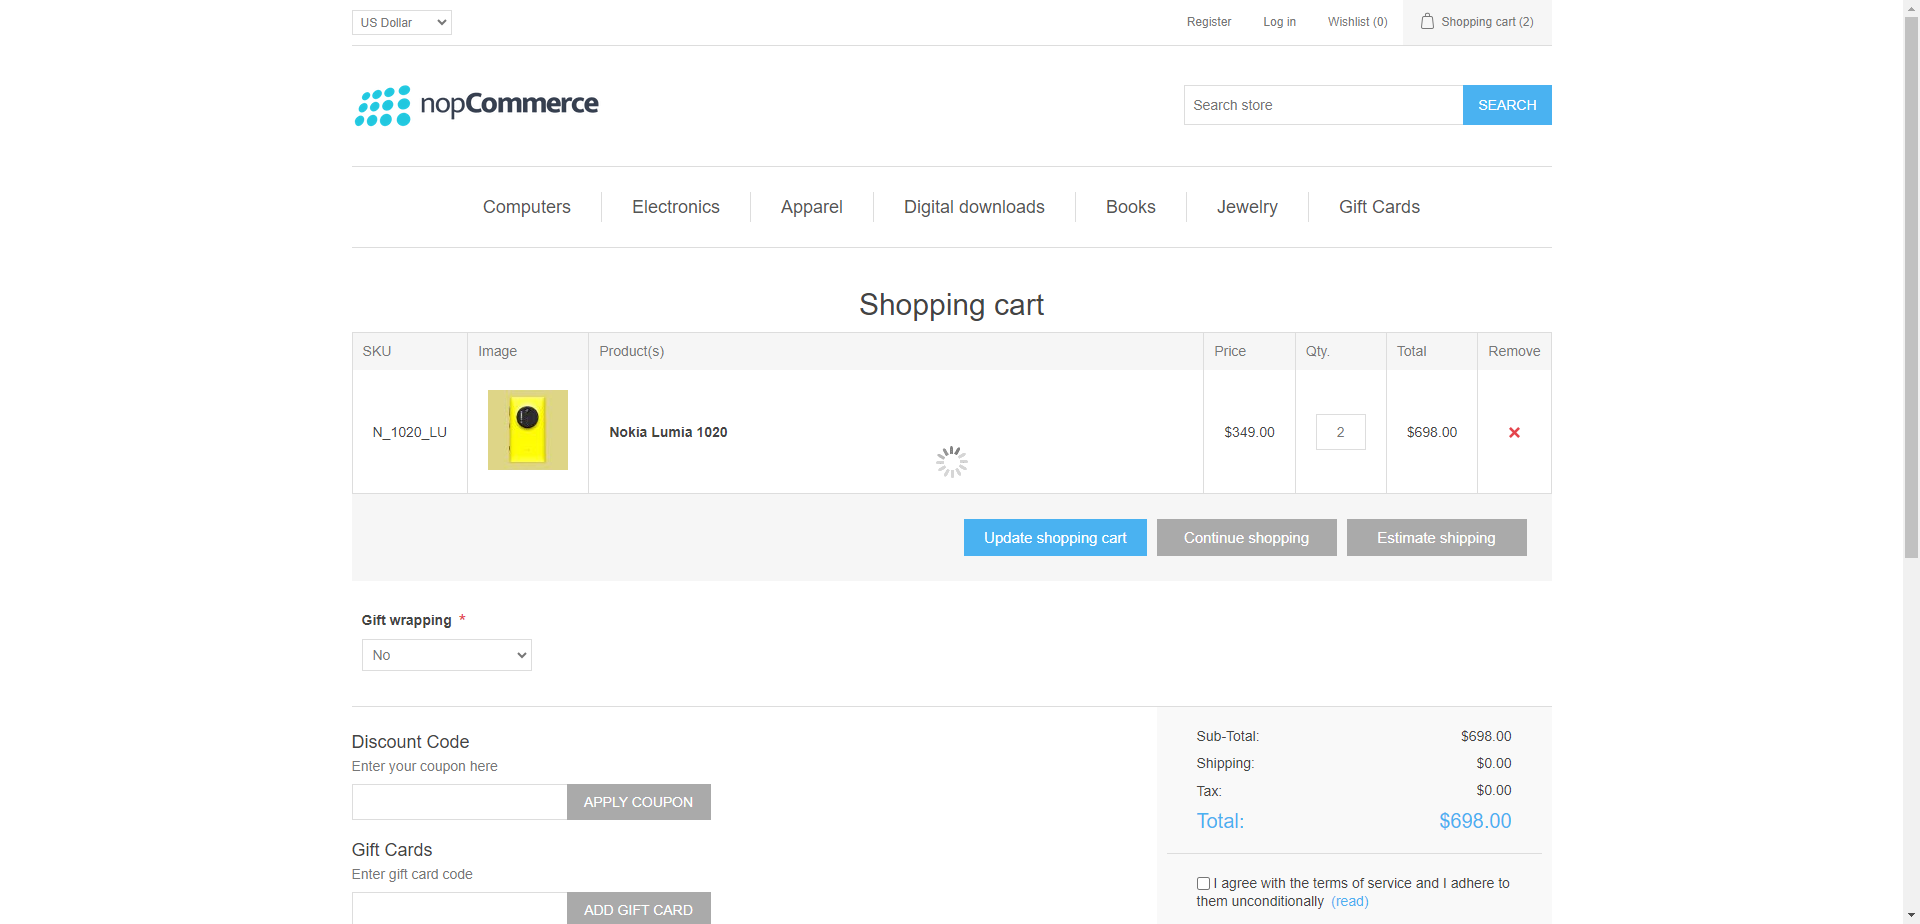 US Dollar
Register
Log in
Wishlist (0)
Shopping cart (2)
nopCommerce
Search store
SEARCH
Computers
Electronics
Apparel
Digital downloads
Books
Jewelry
Gift Cards
Shopping cart
SKU Image Product(s) Price Qty. Total Remove
N_1020_LU Nokia Lumia 1020 $349.00 2 $698.00
Update shopping cart
Continue shopping
Estimate shipping
Gift wrapping *
No
Discount Code
Enter your coupon here
APPLY COUPON
Gift Cards
Enter gift card code
ADD GIFT CARD
Sub-Total: $698.00
Shipping: $0.00
Tax: $0.00
Total: $698.00
I agree with the terms of service and I adhere to
them unconditionally (read)